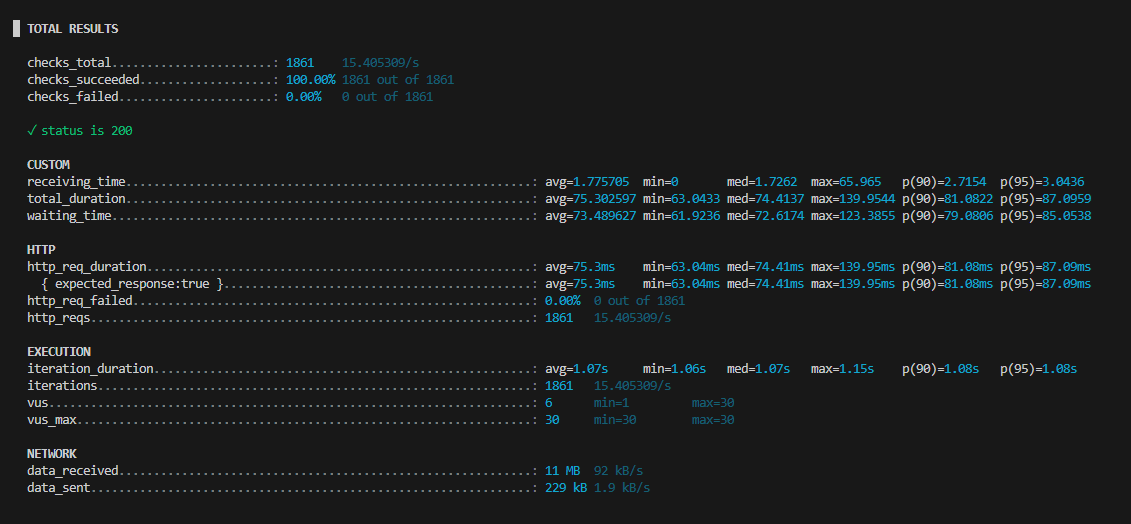 TOTAL RESULTS
checks_total.......................: 1861 15.405309/s
checks_succeeded...................: 100.00% 1861 out of 1861
checks_failed......................: 0.00% 0 out of 1861
✓ status is 200
CUSTOM
receiving_time..........................................................: avg=1.775705 min=0 med=1.7262 max=65.965 p(90)=2.7154 p(95)=3.0436
total_duration..........................................................: avg=75.302597 min=63.0433 med=74.4137 max=139.9544 p(90)=81.0822 p(95)=87.0959
waiting_time............................................................: avg=73.489627 min=61.9236 med=72.6174 max=123.3855 p(90)=79.0806 p(95)=85.0538
HTTP
http_req_duration.......................................................: avg=75.3ms min=63.04ms med=74.41ms max=139.95ms p(90)=81.08ms p(95)=87.09ms
{ expected_response:true }............................................: avg=75.3ms min=63.04ms med=74.41ms max=139.95ms p(90)=81.08ms p(95)=87.09ms
http_req_failed.........................................................: 0.00% 0 out of 1861
http_reqs...............................................................: 1861 15.405309/s
EXECUTION
iteration_duration......................................................: avg=1.07s min=1.06s med=1.07s max=1.15s p(90)=1.08s p(95)=1.08s
iterations..............................................................: 1861 15.405309/s
vus.....................................................................: 6 min=1 max=30
vus_max.................................................................: 30 min=30 max=30
NETWORK
data_received...........................................................: 11 MB 92 kB/s
data_sent...............................................................: 229 kB 1.9 kB/s